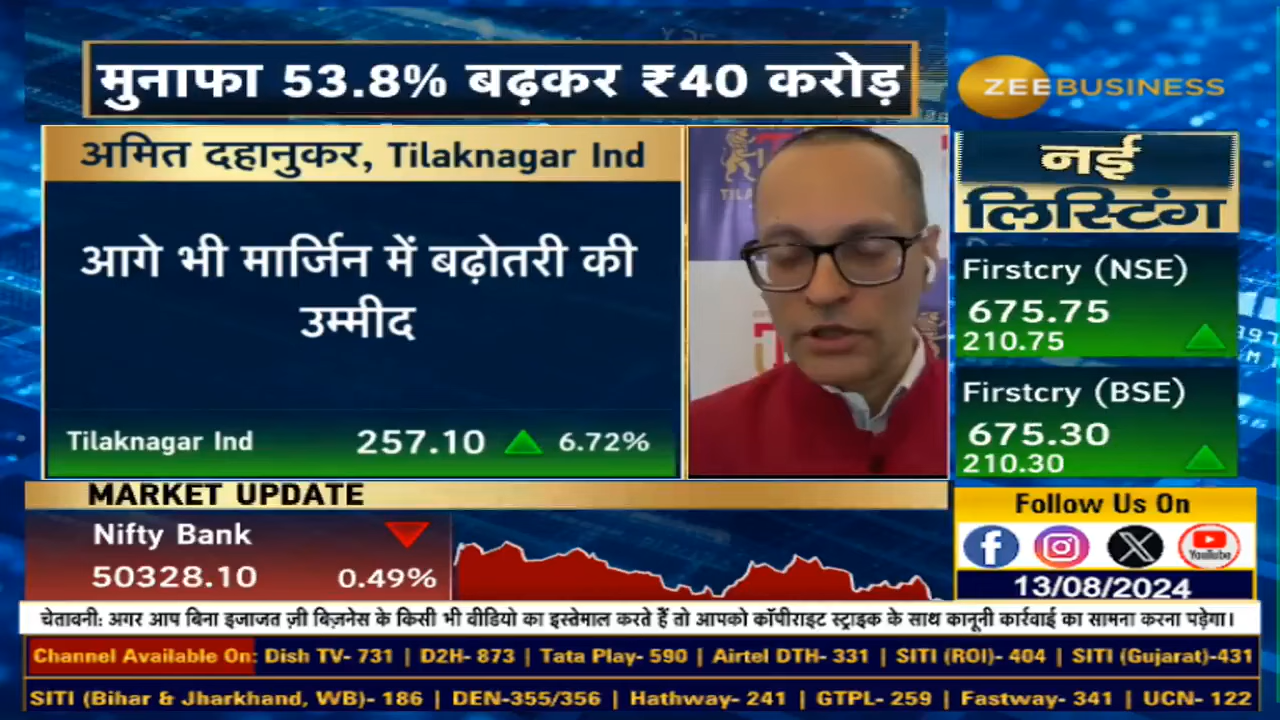 मुनाफा 53.8% बढ़कर ₹40 करोड़
ZEEBUSINESS
अमित दहानुकर, Tilaknagar Ind
आगे भी मार्जिन में बढ़ोतरी की
उम्मीद
Tilaknagar Ind 257.10 6.72%
नई
लिस्टिंग
Firstcry (NSE)
675.75
210.75
Firstcry (BSE)
675.30
210.30
MARKET UPDATE
Nifty Bank
50328.10 0.49%
Follow Us On
YouTube
13/08/2024
चेतावनी: अगर आप बिना इजाजत ज़ी बिज़नेस के किसी भी वीडियो का इस्तेमाल करते हैं तो आपको कॉपीराइट स्ट्राइक के साथ कानूनी कार्रवाई का सामना करना पड़ेगा।
Channel Available On: Dish TV- 731 | D2H- 873 | Tata Play- 590 | Airtel DTH- 331 | SITI (ROI)- 404 | SITI (Gujarat)-431
SITI (Bihar & Jharkhand, WB)- 186 | DEN-355/356 | Hathway- 241 | GTPL- 259 | Fastway- 341 | UCN- 122